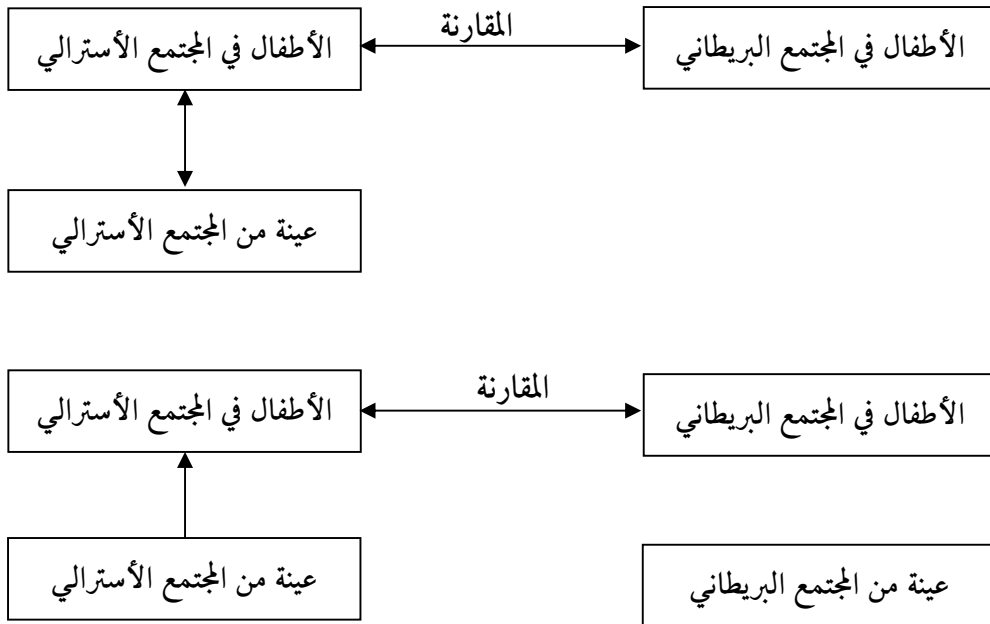 المقارنة
الأطفال في المجتمع البريطاني
الأطفال في المجتمع الأسترالي
عينة من المجتمع الأسترالي
المقارنة
الأطفال في المجتمع البريطاني
الأطفال في المجتمع الأسترالي
عينة من المجتمع البريطاني
عينة من المجتمع الأسترالي